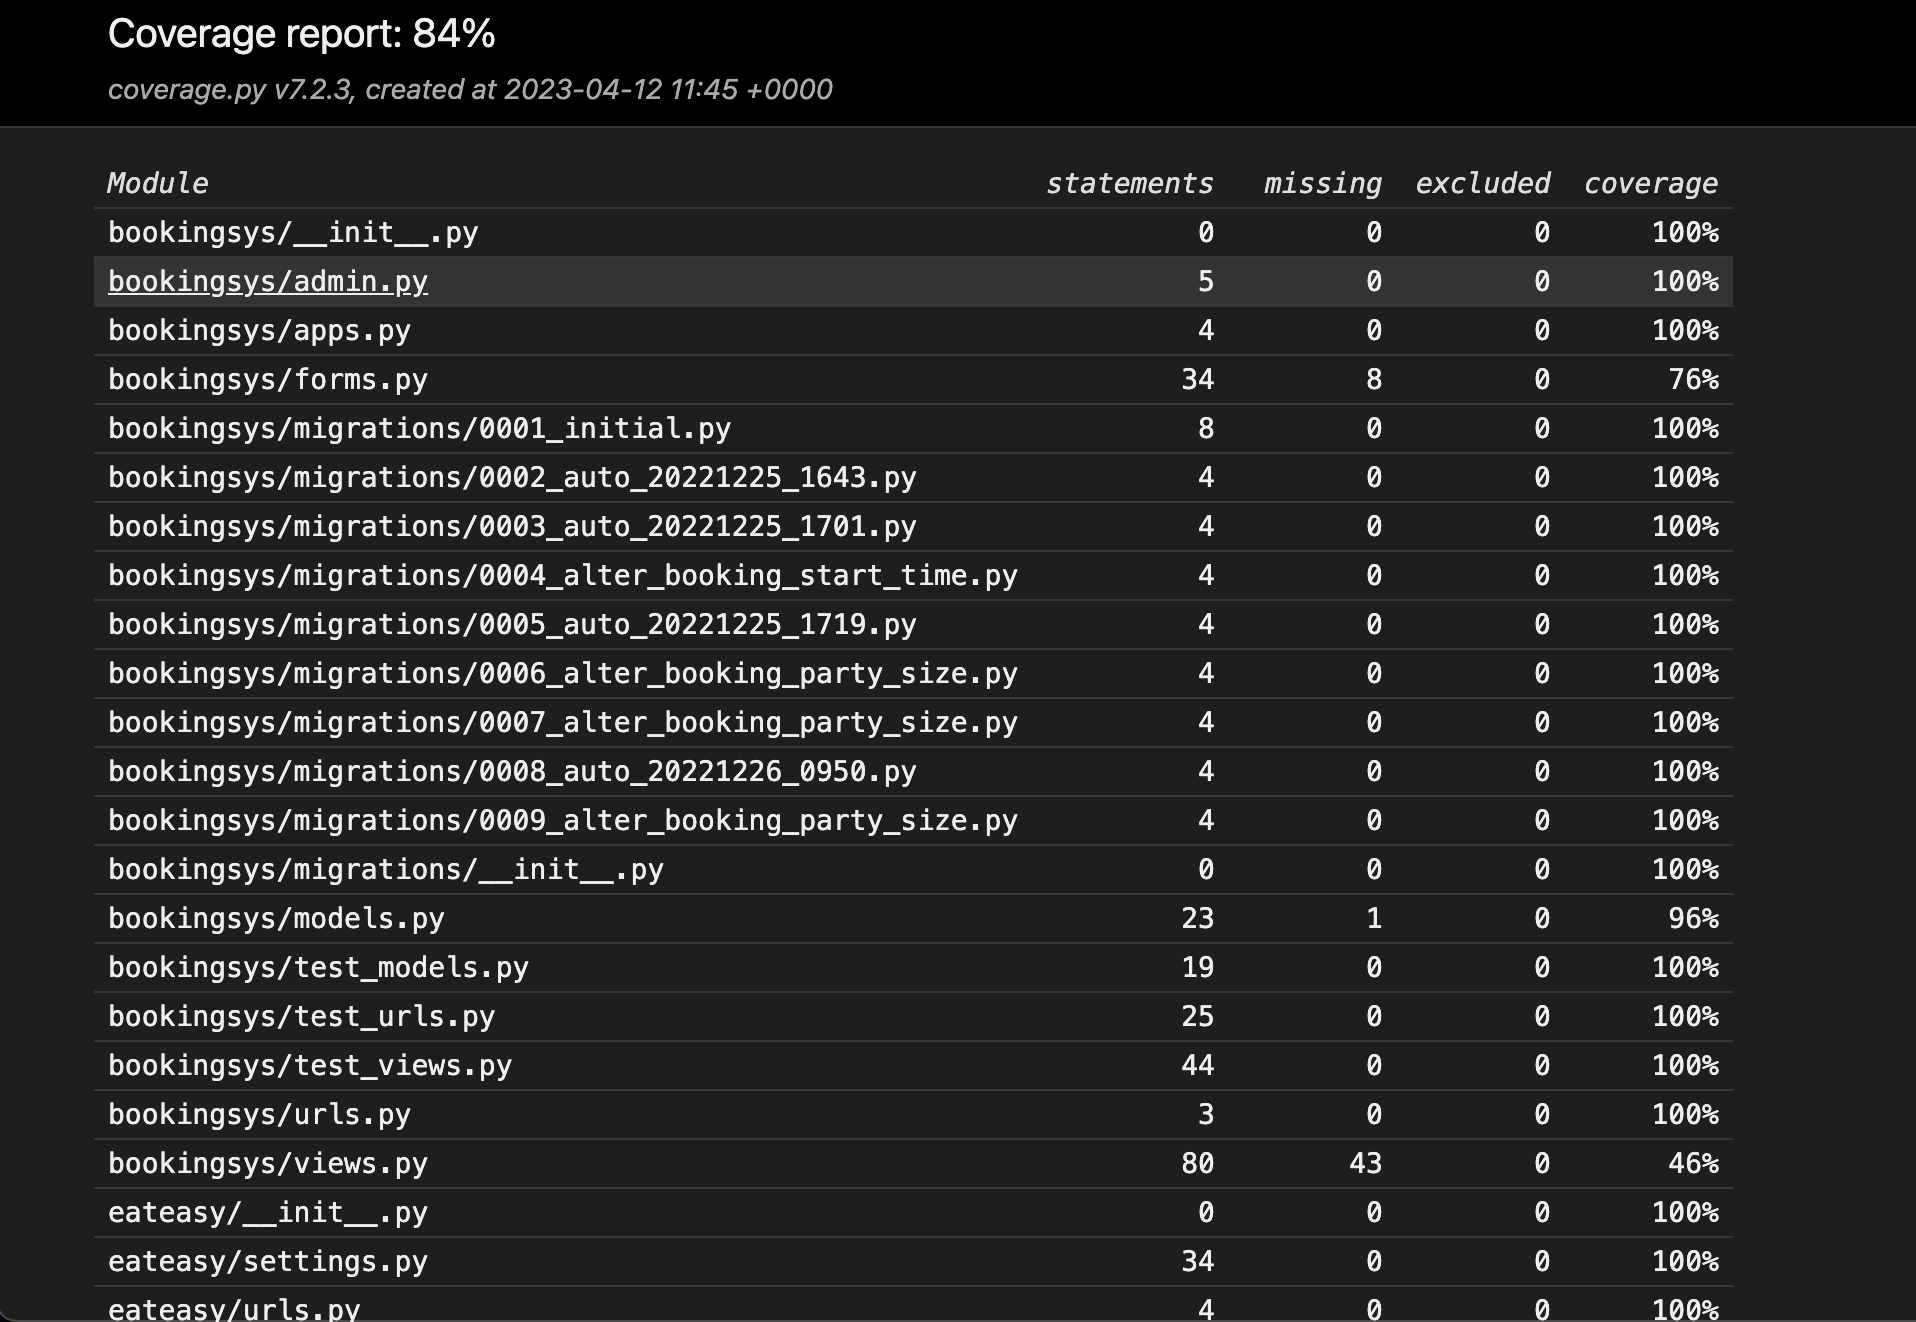 Coverage report: 84%
coverage.py v7.2.3, created at 2023-04-12 11:45 +0000
Module statements missing excluded coverage
bookingsys/__init__.py 0 0 0 100%
bookingsys/admin.py 5 0 0 100%
bookingsys/apps.py 4 0 0 100%
bookingsys/forms.py 34 8 0 76%
bookingsys/migrations/0001_initial.py 8 0 0 100%
bookingsys/migrations/0002_auto_20221225_1643.py 4 0 0 100%
bookingsys/migrations/0003_auto_20221225_1701.py 4 0 0 100%
bookingsys/migrations/0004_alter_booking_start_time.py 4 0 0 100%
bookingsys/migrations/0005_auto_20221225_1719.py 4 0 0 100%
bookingsys/migrations/0006_alter_booking_party_size.py 4 0 0 100%
bookingsys/migrations/0007_alter_booking_party_size.py 4 0 0 100%
bookingsys/migrations/0008_auto_20221226_0950.py 4 0 0 100%
bookingsys/migrations/0009_alter_booking_party_size.py 4 0 0 100%
bookingsys/migrations/__init__.py 0 0 0 100%
bookingsys/models.py 23 1 0 96%
bookingsys/test_models.py 19 0 0 100%
bookingsys/test_urls.py 25 0 0 100%
bookingsys/test_views.py 44 0 0 100%
bookingsys/urls.py 3 0 0 100%
bookingsys/views.py 80 43 0 46%
eateasy/__init__.py 0 0 0 100%
eateasy/settings.py 34 0 0 100%
eateasy/urls.py 4 0 0 100%